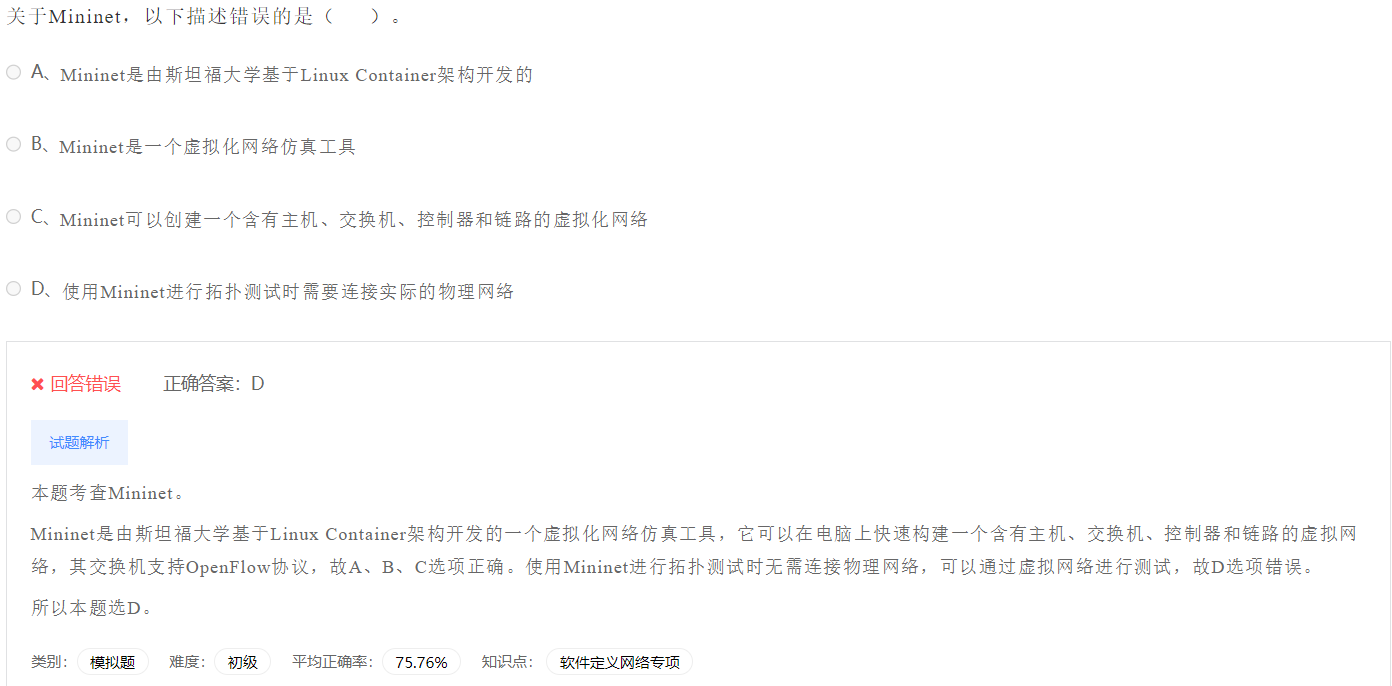 关于Mininet，以下描述错误的是（　　）。
A、Mininet是由斯坦福大学基于Linux Container架构开发的
B、Mininet是一个虚拟化网络仿真工具
C、Mininet可以创建一个含有主机、交换机、控制器和链路的虚拟化网络
D、使用Mininet进行拓扑测试时需要连接实际的物理网络
✖ 回答错误　　正确答案：D
试题解析
本题考查Mininet。
Mininet是由斯坦福大学基于Linux Container架构开发的一个虚拟化网络仿真工具，它可以在电脑上快速构建一个含有主机、交换机、控制器和链路的虚拟网
络，其交换机支持OpenFlow协议，故A、B、C选项正确。使用Mininet进行拓扑测试时无需连接物理网络，可以通过虚拟网络进行测试，故D选项错误。
所以本题选D。
类别： 模拟题 难度： 初级 平均正确率： 75.76% 知识点： 软件定义网络专项